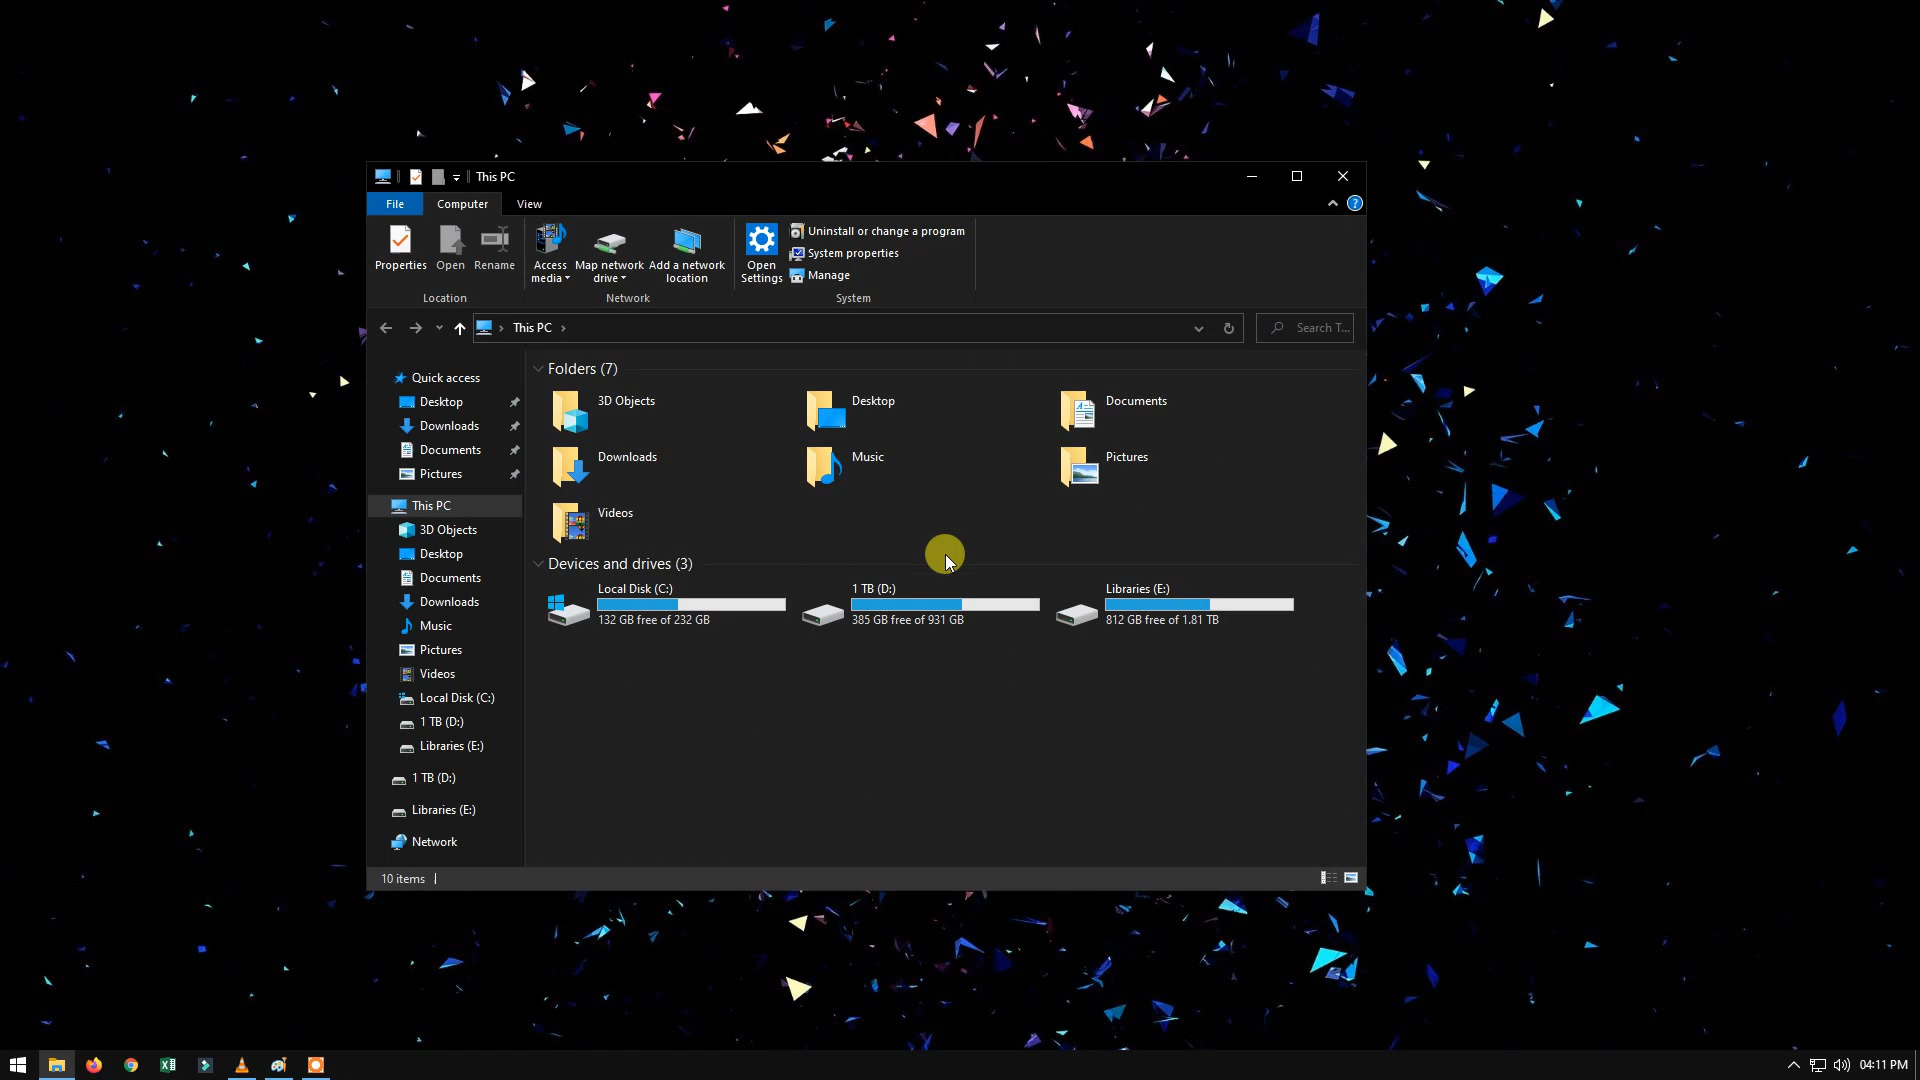 This PC
File
Computer
View
Properties
Open
Rename
Access media
Map network drive
Add a network location
Open Settings
Uninstall or change a program
System properties
Manage
Location
Network
System
This PC
Search T...
Quick access
Desktop
Downloads
Documents
Pictures
This PC
3D Objects
Desktop
Documents
Downloads
Music
Pictures
Videos
Local Disk (C:)
1 TB (D:)
Libraries (E:)
1 TB (D:)
Libraries (E:)
Network
Folders (7)
3D Objects
Desktop
Documents
Downloads
Music
Pictures
Videos
Devices and drives (3)
Local Disk (C:)
132 GB free of 232 GB
1 TB (D:)
385 GB free of 931 GB
Libraries (E:)
812 GB free of 1.81 TB
10 items
04:11 PM